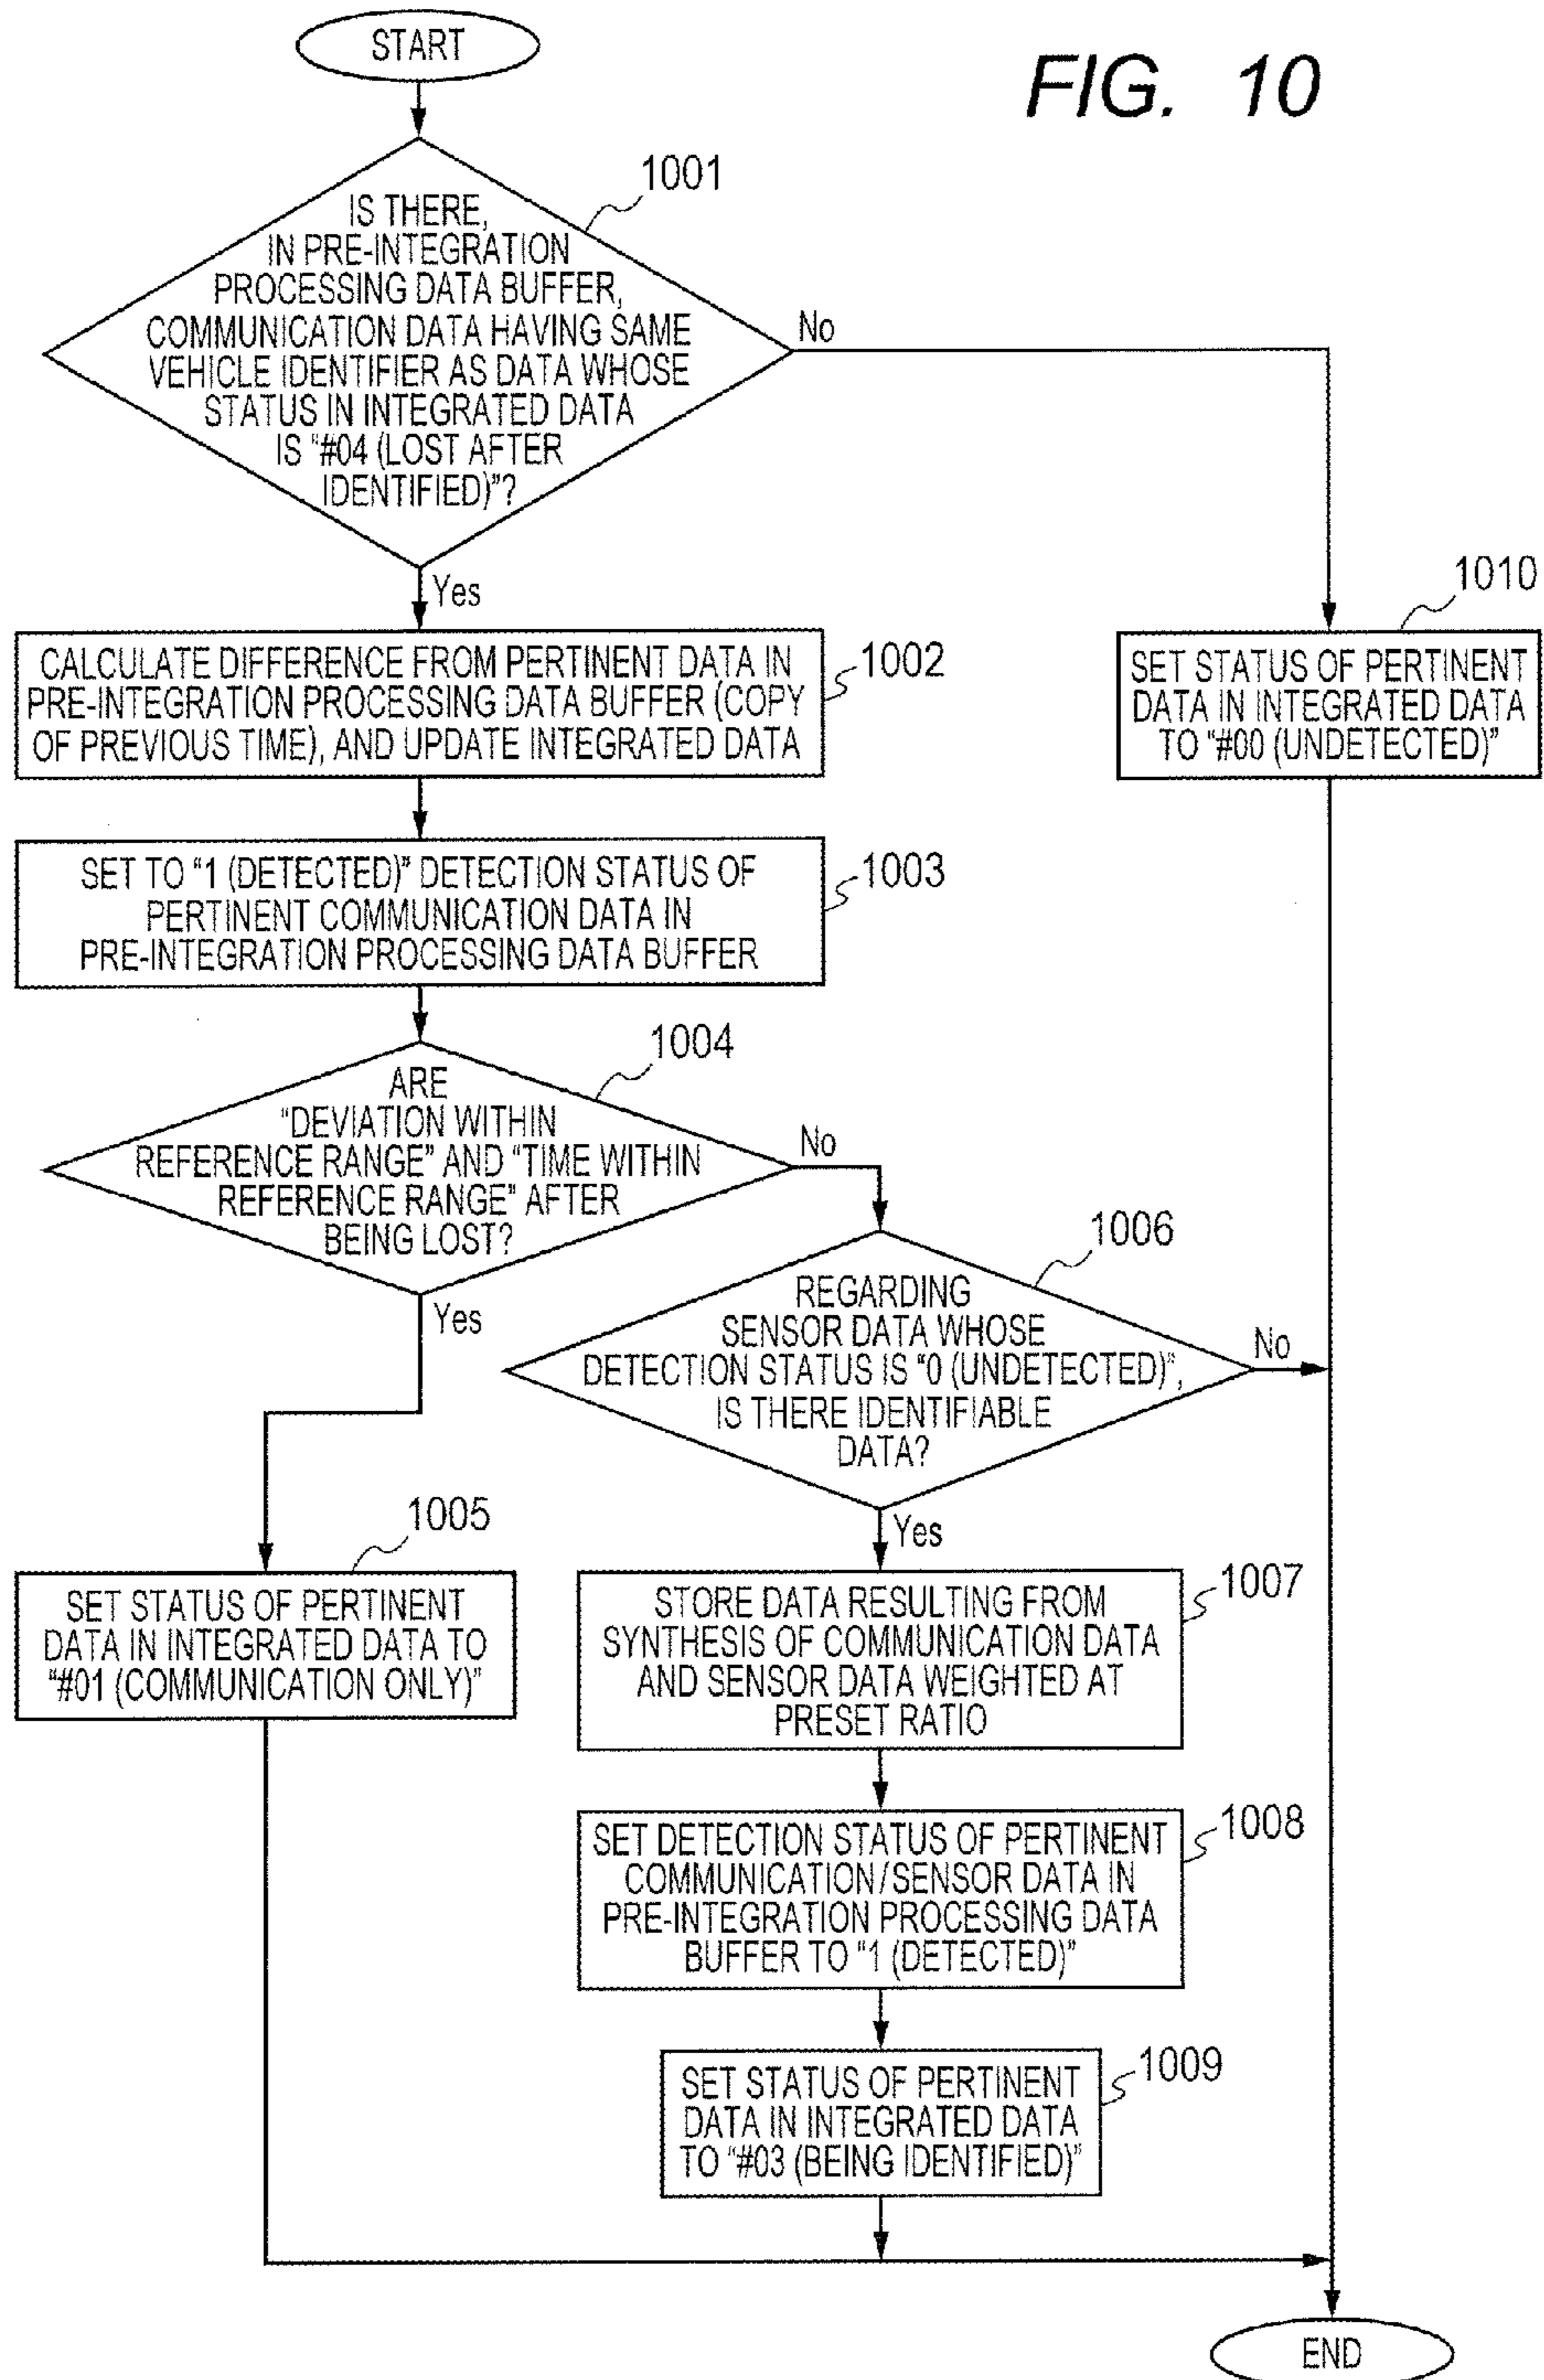 START
FIG. 10
1001
IS THERE,
IN PRE-INTEGRATION
PROCESSING DATA BUFFER,
COMMUNICATION DATA HAVING SAME
VEHICLE IDENTIFIER AS DATA WHOSE
STATUS IN INTEGRATED DATA
IS "#04 (LOST AFTER
IDENTIFIED)"?
No
Yes
1002
CALCULATE DIFFERENCE FROM PERTINENT DATA IN
PRE-INTEGRATION PROCESSING DATA BUFFER (COPY
OF PREVIOUS TIME), AND UPDATE INTEGRATED DATA
1010
SET STATUS OF PERTINENT
DATA IN INTEGRATED DATA
TO "#00 (UNDETECTED)"
1003
SET TO "1 (DETECTED)" DETECTION STATUS OF
PERTINENT COMMUNICATION DATA IN
PRE-INTEGRATION PROCESSING DATA BUFFER
1004
ARE
"DEVIATION WITHIN
REFERENCE RANGE" AND "TIME WITHIN
REFERENCE RANGE" AFTER
BEING LOST?
No
Yes
1006
REGARDING
SENSOR DATA WHOSE
DETECTION STATUS IS "0 (UNDETECTED)",
IS THERE IDENTIFIABLE
DATA?
No
Yes
1005
SET STATUS OF PERTINENT
DATA IN INTEGRATED DATA TO
"#01 (COMMUNICATION ONLY)"
1007
STORE DATA RESULTING FROM
SYNTHESIS OF COMMUNICATION DATA
AND SENSOR DATA WEIGHTED AT
PRESET RATIO
1008
SET DETECTION STATUS OF PERTINENT
COMMUNICATION/SENSOR DATA IN
PRE-INTEGRATION PROCESSING DATA
BUFFER TO "1 (DETECTED)"
1009
SET STATUS OF PERTINENT
DATA IN INTEGRATED DATA
TO "#03 (BEING IDENTIFIED)"
END